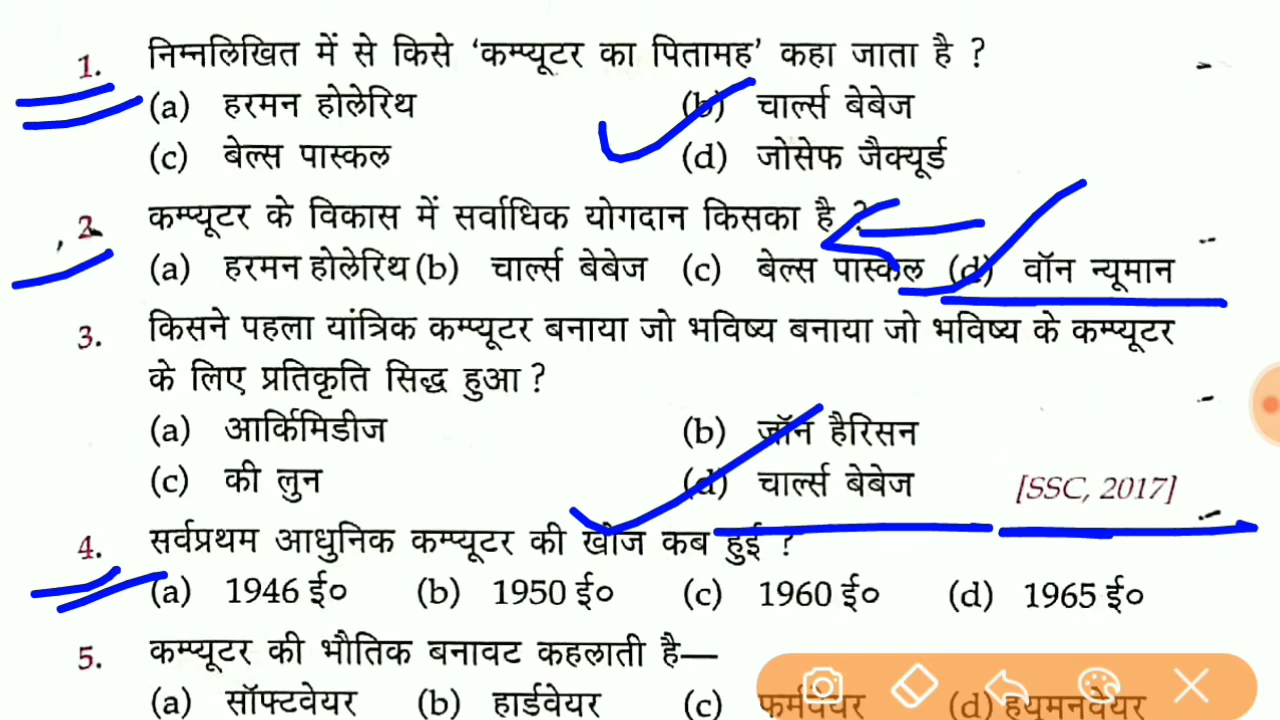 1. निम्नलिखित में से किसे ‘कम्प्यूटर का पितामह’ कहा जाता है ?
(a) हरमन होलेरिथ (b) चार्ल्स बेबेज
(c) बेल्स पास्कल (d) जोसेफ जैक्यूर्ड
2. कम्प्यूटर के विकास में सर्वाधिक योगदान किसका है ?
(a) हरमन होलेरिथ (b) चार्ल्स बेबेज (c) बेल्स पास्कल (d) वॉन न्यूमान
3. किसने पहला यांत्रिक कम्प्यूटर बनाया जो भविष्य बनाया जो भविष्य के कम्प्यूटर
के लिए प्रतिकृति सिद्ध हुआ ?
(a) आर्किमिडीज (b) जॉन हैरिसन
(c) की लुन (d) चार्ल्स बेबेज [SSC, 2017]
4. सर्वप्रथम आधुनिक कम्प्यूटर की खोज कब हुई ?
(a) 1946 ई० (b) 1950 ई० (c) 1960 ई० (d) 1965 ई०
5. कम्प्यूटर की भौतिक बनावट कहलाती है—
(a) सॉफ्टवेयर (b) हार्डवेयर (c) फर्मवेयर (d) ह्यूमनवेयर